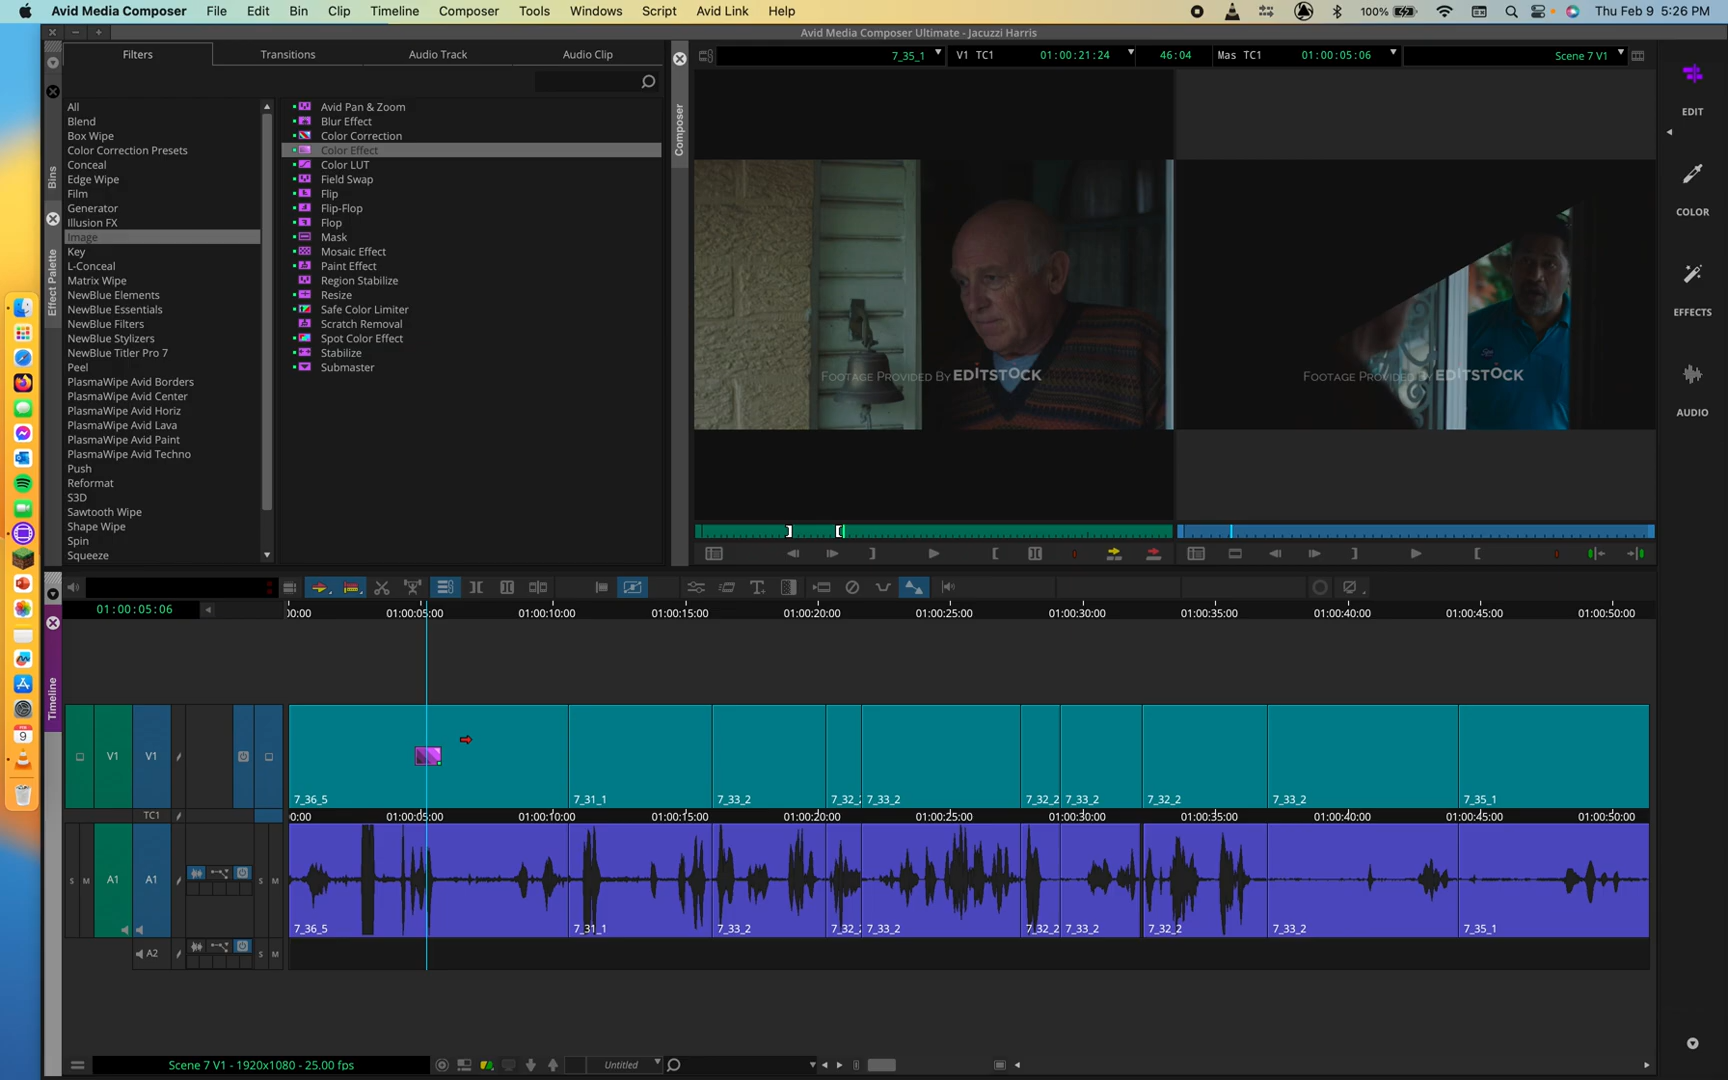 Avid Media Composer File Edit Bin Clip Timeline Composer Tools Windows Script Avid Link Help 100% Thu Feb 9 5:26 PM
Avid Media Composer Ultimate - Jacuzzi Harris
Filters Transitions Audio Track Audio Clip
7_35_1 V1 TC1 01:00:21:24 46:04 Mas TC1 01:00:05:06 Scene 7 V1
Bins
Effect Palette
All
Blend
Box Wipe
Color Correction Presets
Conceal
Edge Wipe
Film
Generator
Illusion FX
Image
Key
L-Conceal
Matrix Wipe
NewBlue Elements
NewBlue Essentials
NewBlue Filters
NewBlue Stylizers
NewBlue Titler Pro 7
Peel
PlasmaWipe Avid Borders
PlasmaWipe Avid Center
PlasmaWipe Avid Horiz
PlasmaWipe Avid Lava
PlasmaWipe Avid Paint
PlasmaWipe Avid Techno
Push
Reformat
S3D
Sawtooth Wipe
Shape Wipe
Spin
Squeeze
Avid Pan & Zoom
Blur Effect
Color Correction
Color Effect
Color LUT
Field Swap
Flip
Flip-Flop
Flop
Mask
Mosaic Effect
Paint Effect
Region Stabilize
Resize
Safe Color Limiter
Scratch Removal
Spot Color Effect
Stabilize
Submaster
Composer
FOOTAGE PROVIDED BY EDITSTOCK
FOOTAGE PROVIDED BY EDITSTOCK
EDIT
COLOR
EFFECTS
AUDIO
Timeline
01:00:05:06
00:00 01:00:05:00 01:00:10:00 01:00:15:00 01:00:20:00 01:00:25:00 01:00:30:00 01:00:35:00 01:00:40:00 01:00:45:00 01:00:50:00
V1 V1
7_36_5 7_31_1 7_33_2 7_32_2 7_33_2 7_32_2 7_33_2 7_32_2 7_33_2 7_35_1
TC1 00:00 01:00:05:00 01:00:10:00 01:00:15:00 01:00:20:00 01:00:25:00 01:00:30:00 01:00:35:00 01:00:40:00 01:00:45:00 01:00:50:00
S M A1 A1 S M
7_36_5 7_31_1 7_33_2 7_32_2 7_33_2 7_32_2 7_33_2 7_32_2 7_33_2 7_35_1
A2 S M
Scene 7 V1 - 1920x1080 - 25.00 fps Untitled